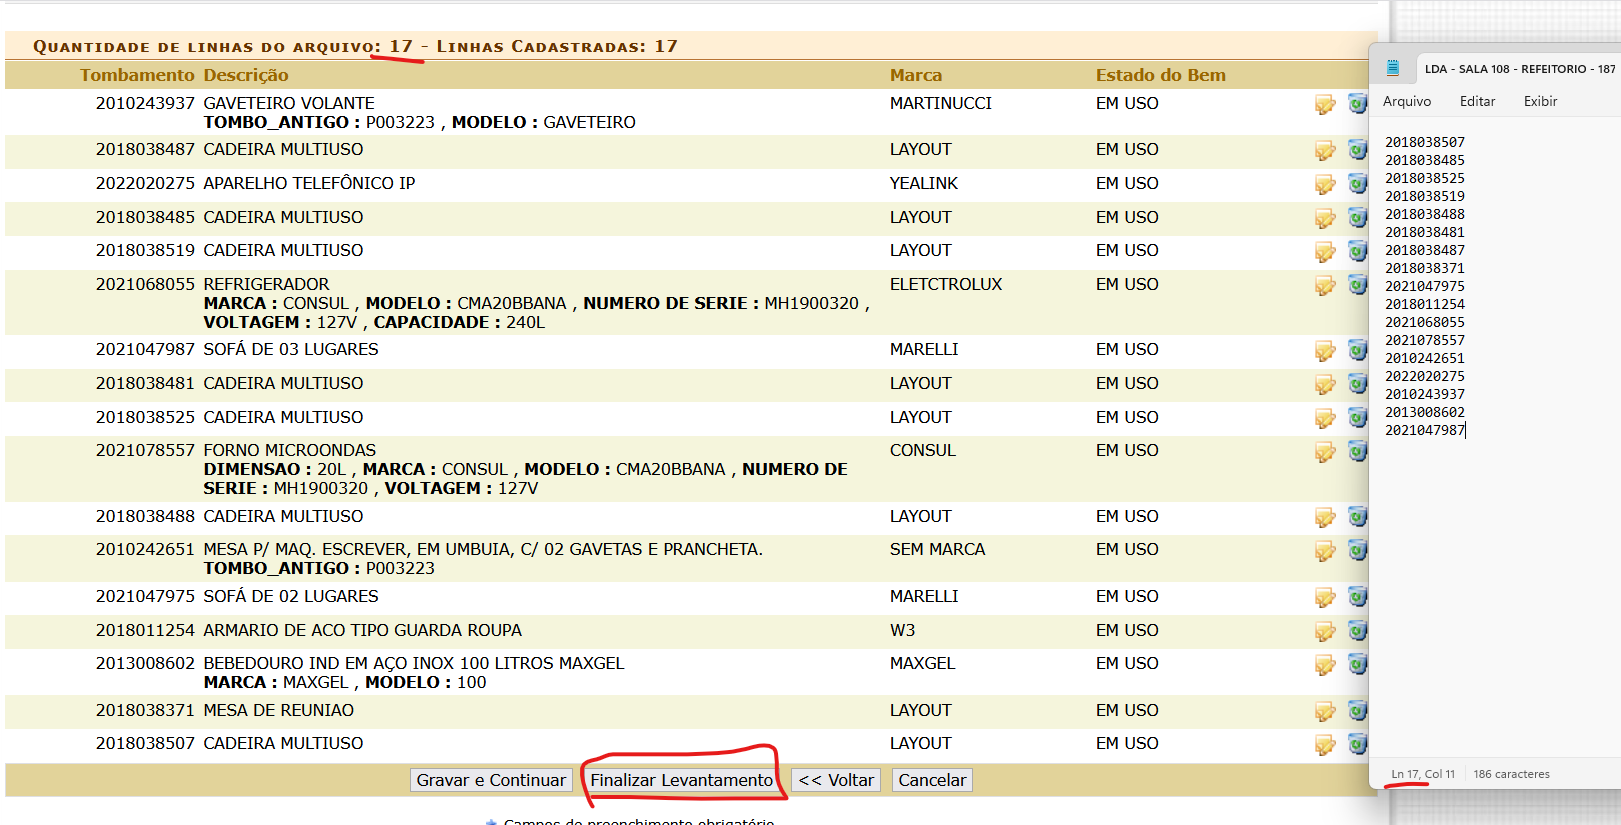 QUANTIDADE DE LINHAS DO ARQUIVO: 17 - LINHAS CADASTRADAS: 17
Tombamento Descrição Marca Estado do Bem
2010243937 GAVETEIRO VOLANTE MARTINUCCI EM USO
TOMBO_ANTIGO : P003223 , MODELO : GAVETEIRO
2018038487 CADEIRA MULTIUSO LAYOUT EM USO
2022020275 APARELHO TELEFÔNICO IP YEALINK EM USO
2018038485 CADEIRA MULTIUSO LAYOUT EM USO
2018038519 CADEIRA MULTIUSO LAYOUT EM USO
2021068055 REFRIGERADOR ELETCTROLUX EM USO
MARCA : CONSUL , MODELO : CMA20BBANA , NUMERO DE SERIE : MH1900320 ,
VOLTAGEM : 127V , CAPACIDADE : 240L
2021047987 SOFÁ DE 03 LUGARES MARELLI EM USO
2018038481 CADEIRA MULTIUSO LAYOUT EM USO
2018038525 CADEIRA MULTIUSO LAYOUT EM USO
2021078557 FORNO MICROONDAS CONSUL EM USO
DIMENSAO : 20L , MARCA : CONSUL , MODELO : CMA20BBANA , NUMERO DE
SERIE : MH1900320 , VOLTAGEM : 127V
2018038488 CADEIRA MULTIUSO LAYOUT EM USO
2010242651 MESA P/ MAQ. ESCREVER, EM UMBUIA, C/ 02 GAVETAS E PRANCHETA. SEM MARCA EM USO
TOMBO_ANTIGO : P003223
2021047975 SOFÁ DE 02 LUGARES MARELLI EM USO
2018011254 ARMARIO DE ACO TIPO GUARDA ROUPA W3 EM USO
2013008602 BEBEDOURO IND EM AÇO INOX 100 LITROS MAXGEL MAXGEL EM USO
MARCA : MAXGEL , MODELO : 100
2018038371 MESA DE REUNIAO LAYOUT EM USO
2018038507 CADEIRA MULTIUSO LAYOUT EM USO
Gravar e Continuar Finalizar Levantamento << Voltar Cancelar
Campos de preenchimento obrigatório
LDA - SALA 108 - REFEITORIO - 187
Arquivo Editar Exibir
2018038507
2018038485
2018038525
2018038519
2018038488
2018038481
2018038487
2018038371
2021047975
2018011254
2021068055
2021078557
2010242651
2022020275
2010243937
2013008602
2021047987
Ln 17, Col 11 186 caracteres